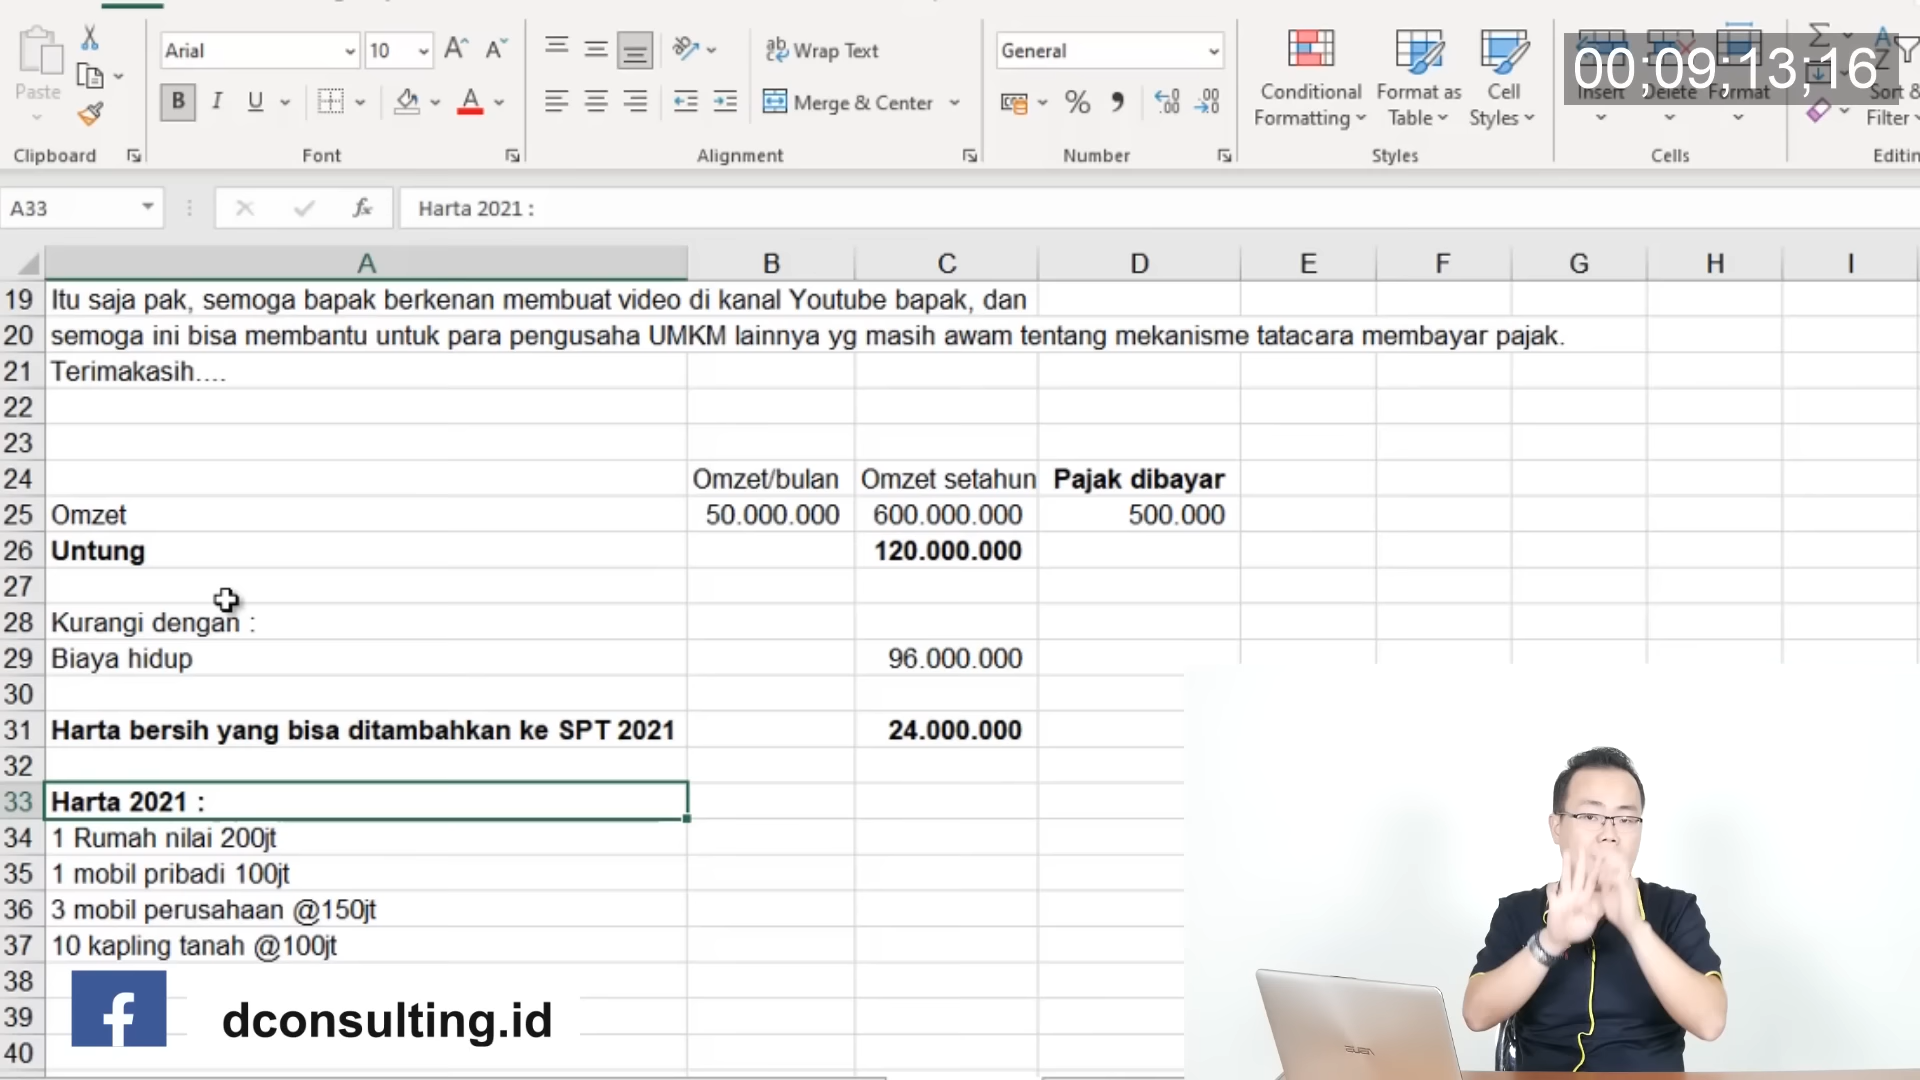 00;09;13;16
Arial
10
Wrap Text
General
Paste
B I U
Merge & Center
Conditional Formatting
Format as Table
Cell Styles
Insert
Delete
Format
Sort &
Filter
Clipboard
Font
Alignment
Number
Styles
Cells
Editin
A33
fx
Harta 2021 :
A B C D E F G H I
19 Itu saja pak, semoga bapak berkenan membuat video di kanal Youtube bapak, dan
20 semoga ini bisa membantu untuk para pengusaha UMKM lainnya yg masih awam tentang mekanisme tatacara membayar pajak.
21 Terimakasih....
22
23
24 Omzet/bulan Omzet setahun Pajak dibayar
25 Omzet 50.000.000 600.000.000 500.000
26 Untung 120.000.000
27
28 Kurangi dengan :
29 Biaya hidup 96.000.000
30
31 Harta bersih yang bisa ditambahkan ke SPT 2021 24.000.000
32
33 Harta 2021 :
34 1 Rumah nilai 200jt
35 1 mobil pribadi 100jt
36 3 mobil perusahaan @150jt
37 10 kapling tanah @100jt
38
39
40
f dconsulting.id
ASUS